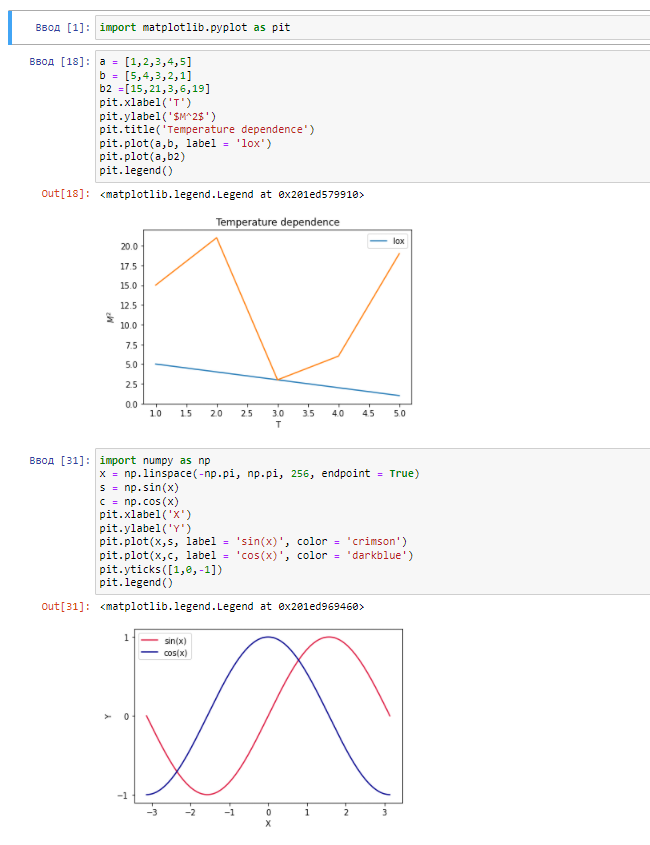 Ввод [1]: import matplotlib.pyplot as pit
Ввод [18]: a = [1,2,3,4,5]
b = [5,4,3,2,1]
b2 =[15,21,3,6,19]
pit.xlabel('T')
pit.ylabel('$M^2$')
pit.title('Temperature dependence')
pit.plot(a,b, label = 'lox')
pit.plot(a,b2)
pit.legend()
Out[18]: <matplotlib.legend.Legend at 0x201ed579910>
Temperature dependence
lox
20.0
17.5
15.0
12.5
10.0
7.5
5.0
2.5
0.0
M²
1.0 1.5 2.0 2.5 3.0 3.5 4.0 4.5 5.0
T
Ввод [31]: import numpy as np
x = np.linspace(-np.pi, np.pi, 256, endpoint = True)
s = np.sin(x)
c = np.cos(x)
pit.xlabel('X')
pit.ylabel('Y')
pit.plot(x,s, label = 'sin(x)', color = 'crimson')
pit.plot(x,c, label = 'cos(x)', color = 'darkblue')
pit.yticks([1,0,-1])
pit.legend()
Out[31]: <matplotlib.legend.Legend at 0x201ed969460>
sin(x)
cos(x)
1
0
−1
Y
−3 −2 −1 0 1 2 3
X